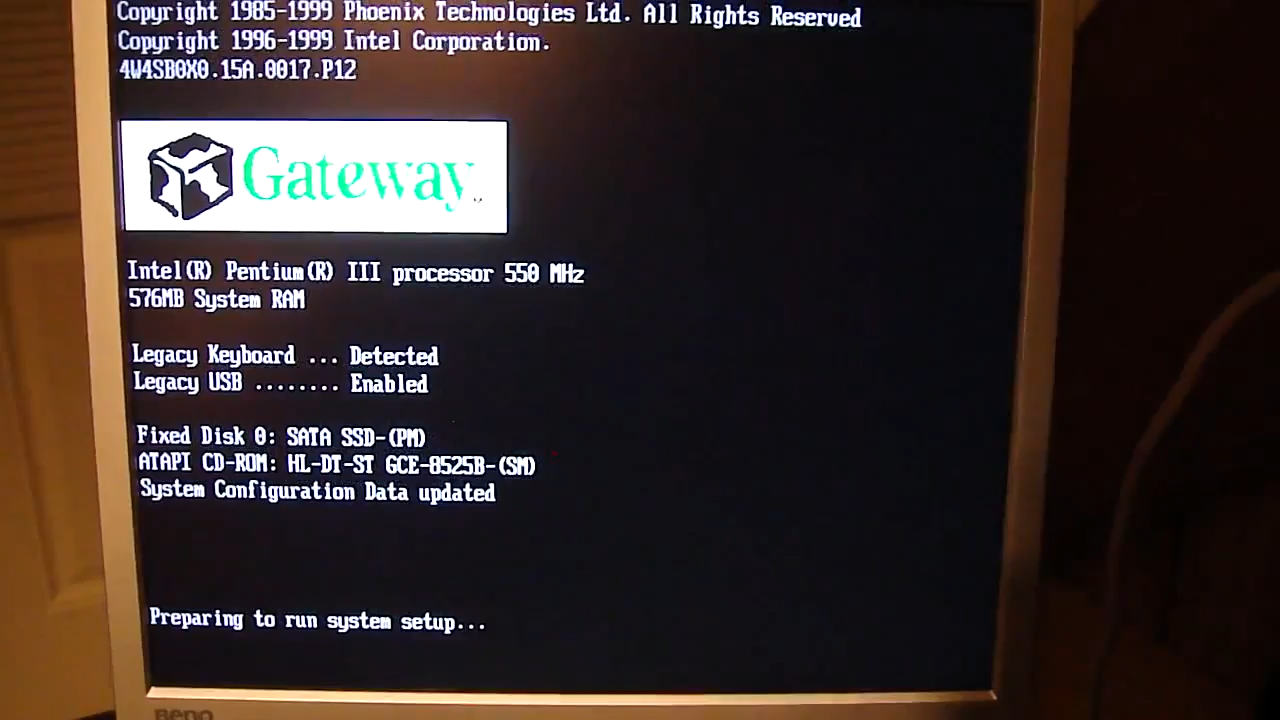 Copyright 1985-1999 Phoenix Technologies Ltd. All Rights Reserved
Copyright 1996-1999 Intel Corporation.
4W4SB0X0.15A.0017.P12
Gateway
Intel(R) Pentium(R) III processor 550 MHz
576MB System RAM
Legacy Keyboard ... Detected
Legacy USB ........ Enabled
Fixed Disk 0: SATA SSD-(PM)
ATAPI CD-ROM: HL-DT-ST GCE-8525B-(SM)
System Configuration Data updated
Preparing to run system setup...
BenQ